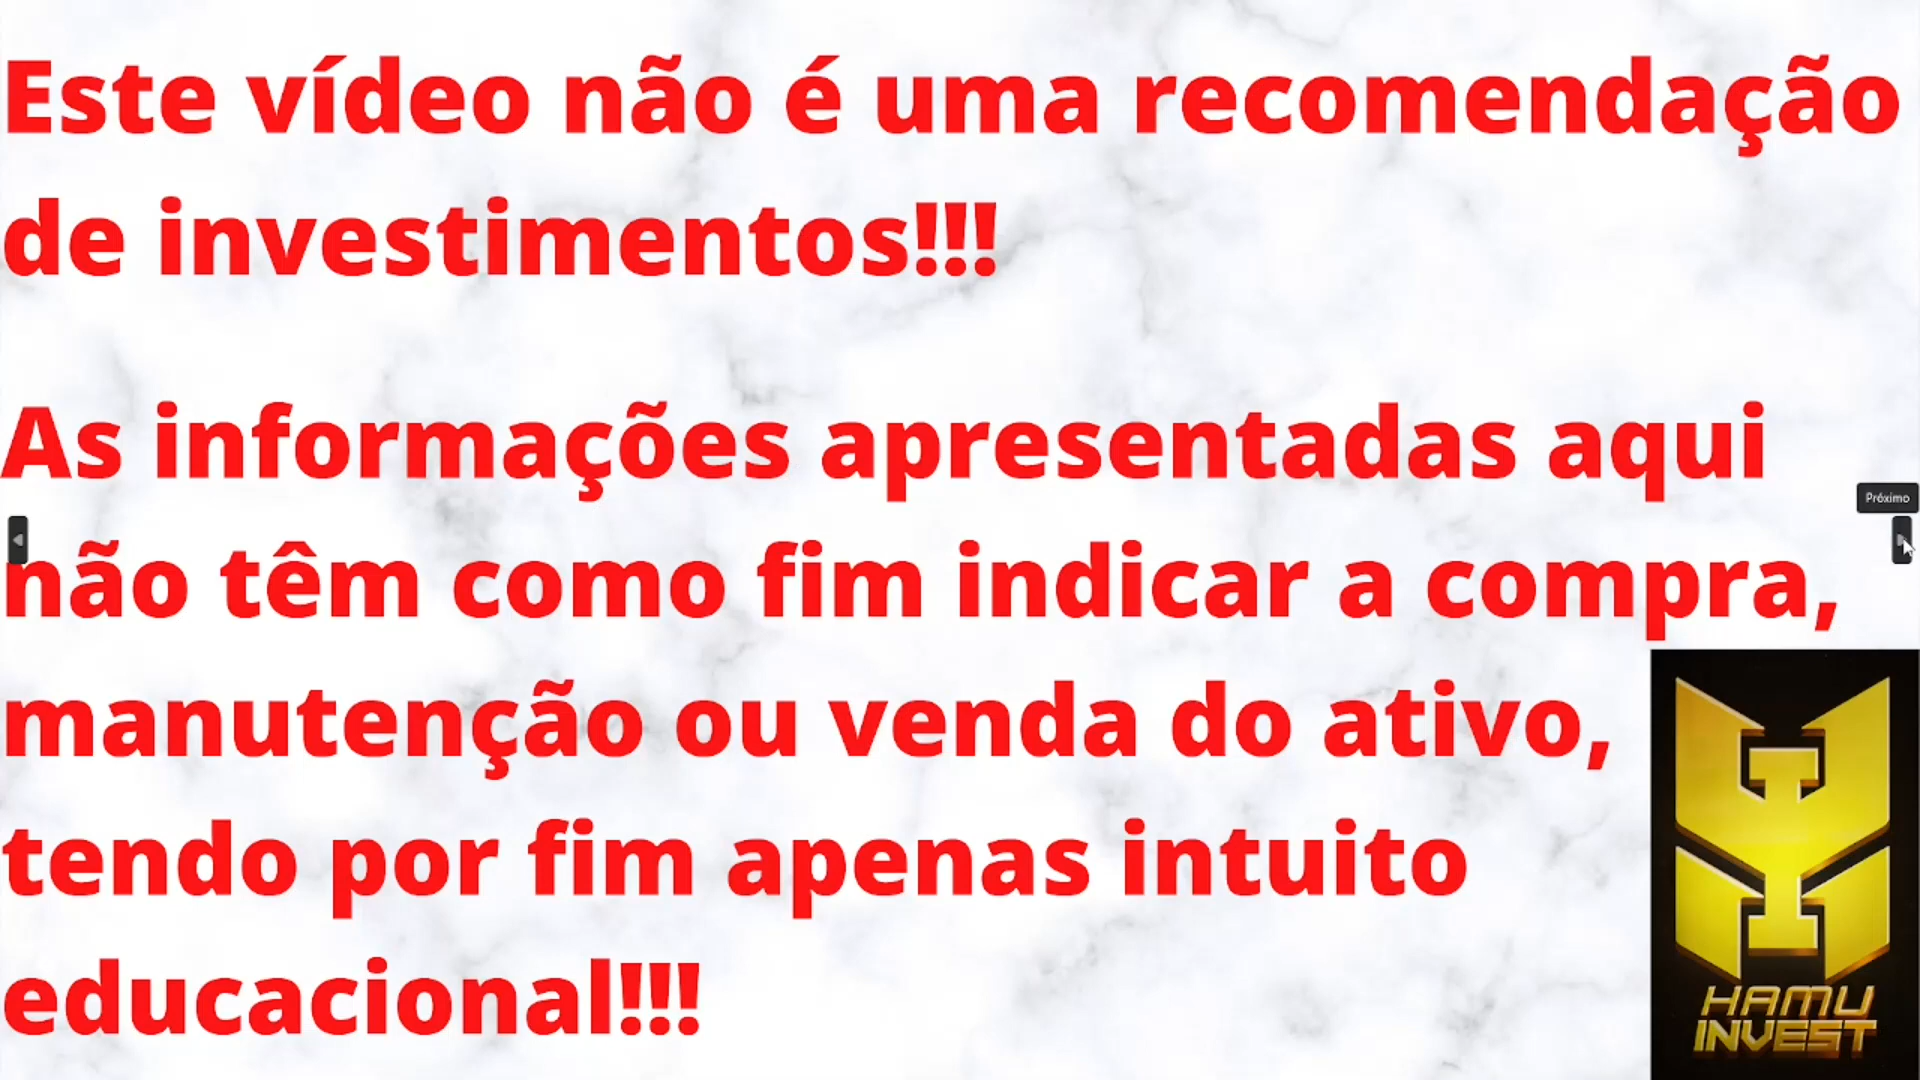 Este vídeo não é uma recomendação
de investimentos!!!
As informações apresentadas aqui
não têm como fim indicar a compra,
manutenção ou venda do ativo,
tendo por fim apenas intuito
educacional!!!
Próximo
HAMU
INVEST